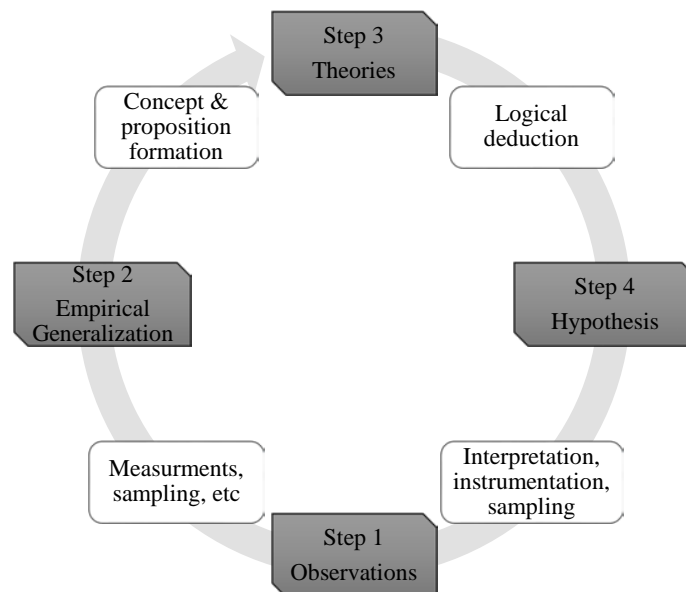 Step 3
Theories
Concept &
proposition
formation
Logical
deduction
Step 2
Empirical
Generalization
Step 4
Hypothesis
Measurments,
sampling, etc
Interpretation,
instrumentation,
sampling
Step 1
Observations